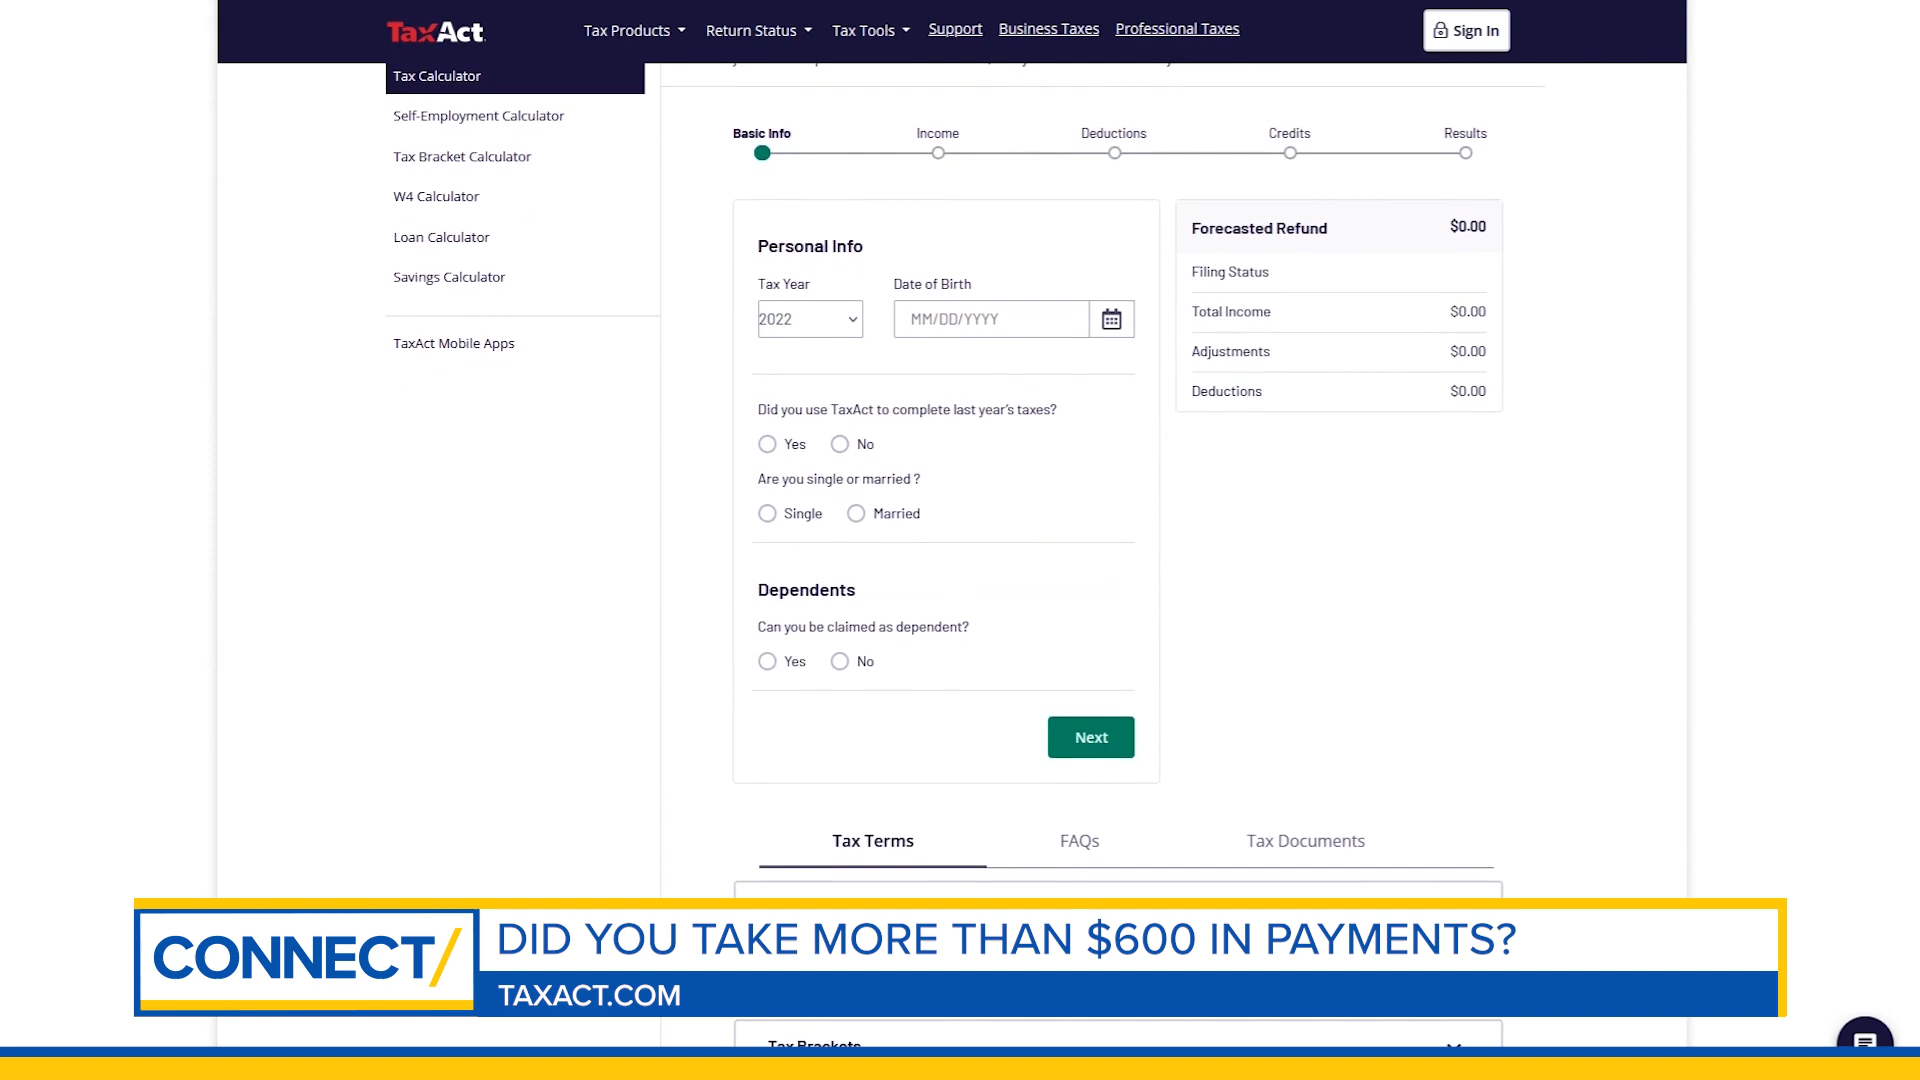 TaxAct
Tax Products
Return Status
Tax Tools
Support
Business Taxes
Professional Taxes
Sign In
Tax Calculator
Self-Employment Calculator
Tax Bracket Calculator
W4 Calculator
Loan Calculator
Savings Calculator
TaxAct Mobile Apps
Basic Info
Income
Deductions
Credits
Results
Personal Info
Tax Year
Date of Birth
2022
MM/DD/YYYY
Did you use TaxAct to complete last year's taxes?
Yes
No
Are you single or married ?
Single
Married
Dependents
Can you be claimed as dependent?
Yes
No
Next
Forecasted Refund $0.00
Filing Status
Total Income $0.00
Adjustments $0.00
Deductions $0.00
Tax Terms
FAQs
Tax Documents
CONNECT/
DID YOU TAKE MORE THAN $600 IN PAYMENTS?
TAXACT.COM
Tax Brackets